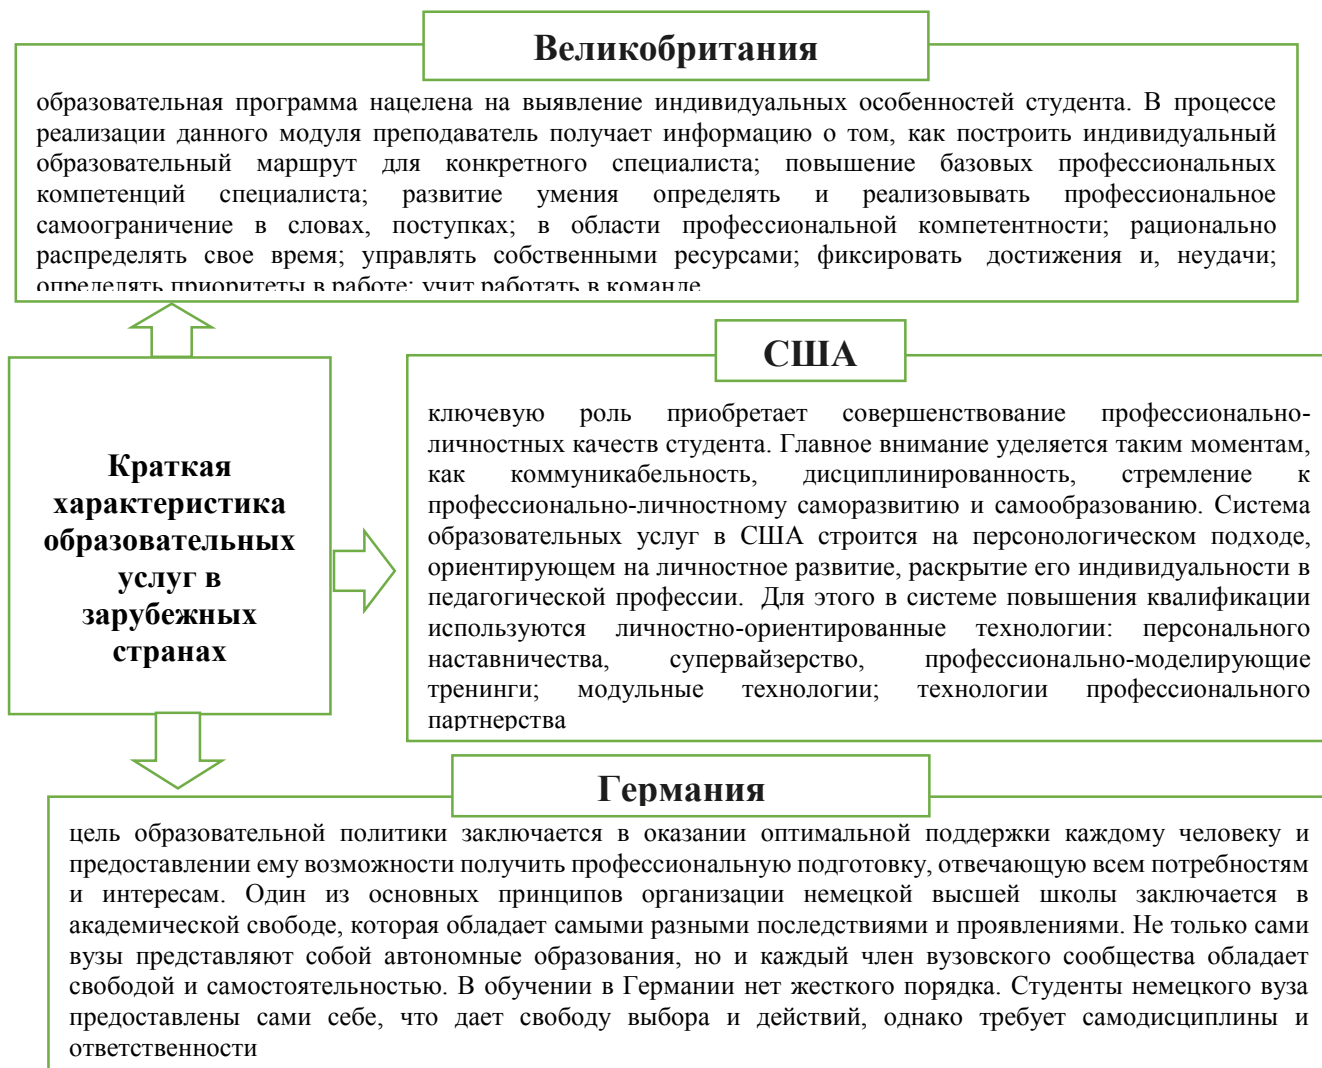 Великобритания
образовательная программа нацелена на выявление индивидуальных особенностей студента. В процессе
реализации данного модуля преподаватель получает информацию о том, как построить индивидуальный
образовательный маршрут для конкретного специалиста; повышение базовых профессиональных
компетенций специалиста; развитие умения определять и реализовывать профессиональное
самоограничение в словах, поступках; в области профессиональной компетентности; рационально
распределять свое время; управлять собственными ресурсами; фиксировать достижения и, неудачи;
определять приоритеты в работе; учит работать в команде
США
ключевую роль приобретает совершенствование профессионально-
личностных качеств студента. Главное внимание уделяется таким моментам,
как коммуникабельность, дисциплинированность, стремление к
профессионально-личностному саморазвитию и самообразованию. Система
образовательных услуг в США строится на персонологическом подходе,
ориентирующем на личностное развитие, раскрытие его индивидуальности в
педагогической профессии. Для этого в системе повышения квалификации
используются личностно-ориентированные технологии: персонального
наставничества, супервайзерство, профессионально-моделирующие
тренинги; модульные технологии; технологии профессионального
партнерства
Краткая
характеристика
образовательных
услуг в
зарубежных
странах
Германия
цель образовательной политики заключается в оказании оптимальной поддержки каждому человеку и
предоставлении ему возможности получить профессиональную подготовку, отвечающую всем потребностям
и интересам. Один из основных принципов организации немецкой высшей школы заключается в
академической свободе, которая обладает самыми разными последствиями и проявлениями. Не только сами
вузы представляют собой автономные образования, но и каждый член вузовского сообщества обладает
свободой и самостоятельностью. В обучении в Германии нет жесткого порядка. Студенты немецкого вуза
предоставлены сами себе, что дает свободу выбора и действий, однако требует самодисциплины и
ответственности